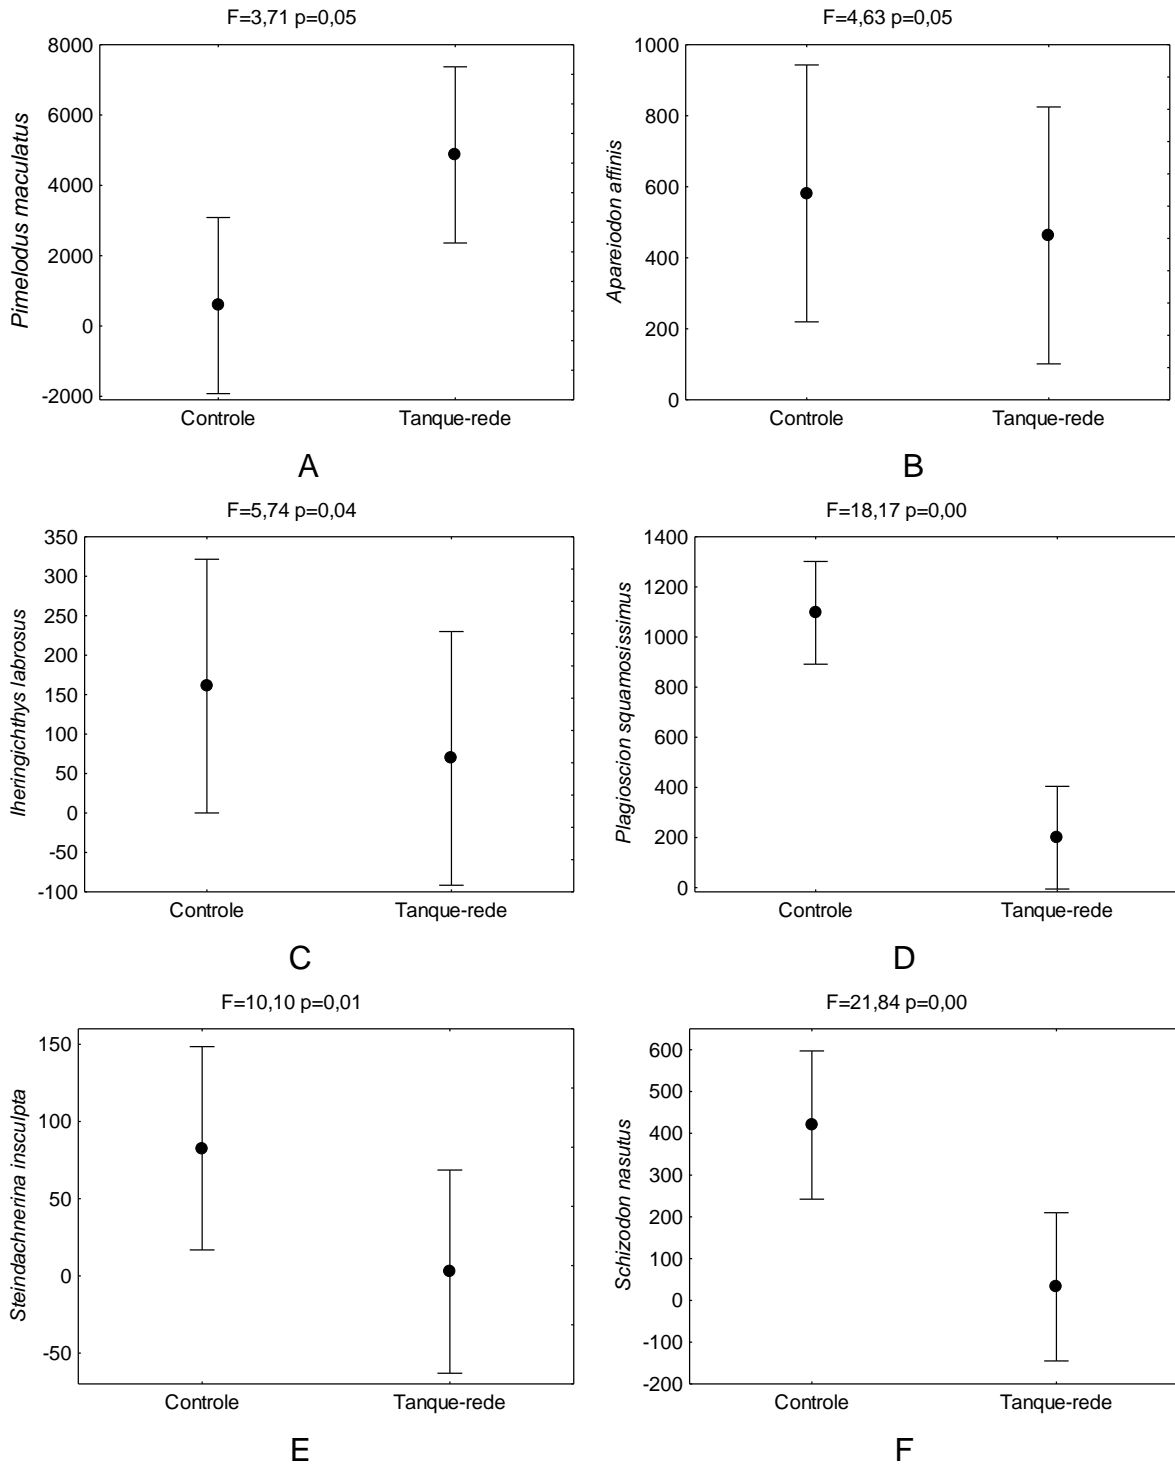 F=3,71 p=0,05
Pimelodus maculatus
8000
6000
4000
2000
0
-2000
Controle Tanque-rede
A
F=4,63 p=0,05
Apareiodon affinis
1000
800
600
400
200
0
Controle Tanque-rede
B
F=5,74 p=0,04
Iheringichthys labrosus
350
300
250
200
150
100
50
0
-50
-100
Controle Tanque-rede
C
F=18,17 p=0,00
Plagioscion squamosissimus
1400
1200
1000
800
600
400
200
0
Controle Tanque-rede
D
F=10,10 p=0,01
Steindachnerina insculpta
150
100
50
0
-50
Controle Tanque-rede
E
F=21,84 p=0,00
Schizodon nasutus
600
500
400
300
200
100
0
-100
-200
Controle Tanque-rede
F